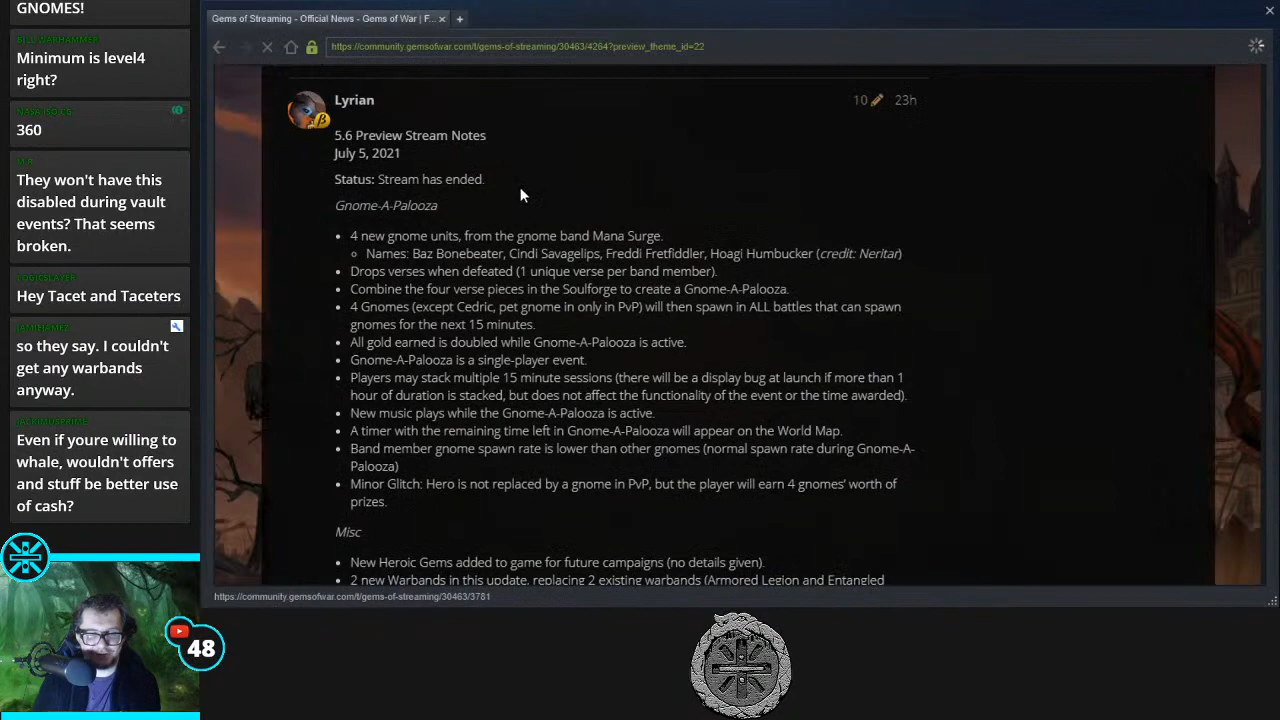 GNOMES!
KILL WARHAMMER
Minimum is level4
right?
360
M B
They won't have this
disabled during vault
events? That seems
broken.
LOGICSLAYER
Hey Tacet and Taceters
JAMIHAMEZ
so they say. I couldn't
get any warbands
anyway.
JACKMUSPRIME
Even if youre willing to
whale, wouldn't offers
and stuff be better use
of cash?
48
Gems of Streaming - Official News - Gems of War | F...
https://community.gemsofwar.com/t/gems-of-streaming/30463/4264?preview_theme_id=22
Lyrian
10 23h
5.6 Preview Stream Notes
July 5, 2021
Status: Stream has ended.
Gnome-A-Palooza
4 new gnome units, from the gnome band Mana Surge.
Names: Baz Bonebeater, Cindi Savagelips, Freddi Fretfiddler, Hoagi Humbucker (credit: Neritar)
Drops verses when defeated (1 unique verse per band member).
Combine the four verse pieces in the Soulforge to create a Gnome-A-Palooza.
4 Gnomes (except Cedric, pet gnome in only in PvP) will then spawn in ALL battles that can spawn
gnomes for the next 15 minutes.
All gold earned is doubled while Gnome-A-Palooza is active.
Gnome-A-Palooza is a single-player event.
Players may stack multiple 15 minute sessions (there will be a display bug at launch if more than 1
hour of duration is stacked, but does not affect the functionality of the event or the time awarded).
New music plays while the Gnome-A-Palooza is active.
A timer with the remaining time left in Gnome-A-Palooza will appear on the World Map.
Band member gnome spawn rate is lower than other gnomes (normal spawn rate during Gnome-A-
Palooza)
Minor Glitch: Hero is not replaced by a gnome in PvP, but the player will earn 4 gnomes' worth of
prizes.
Misc
New Heroic Gems added to game for future campaigns (no details given).
2 new Warbands in this update, replacing 2 existing warbands (Armored Legion and Entangled
https://community.gemsofwar.com/t/gems-of-streaming/30463/3781